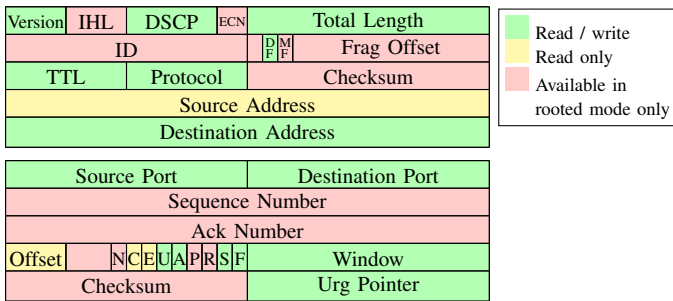 Version IHL DSCP ECN Total Length
ID DF MF Frag Offset
TTL Protocol Checksum
Source Address
Destination Address
Read / write
Read only
Available in
rooted mode only
Source Port Destination Port
Sequence Number
Ack Number
Offset N C E U A P R S F Window
Checksum Urg Pointer